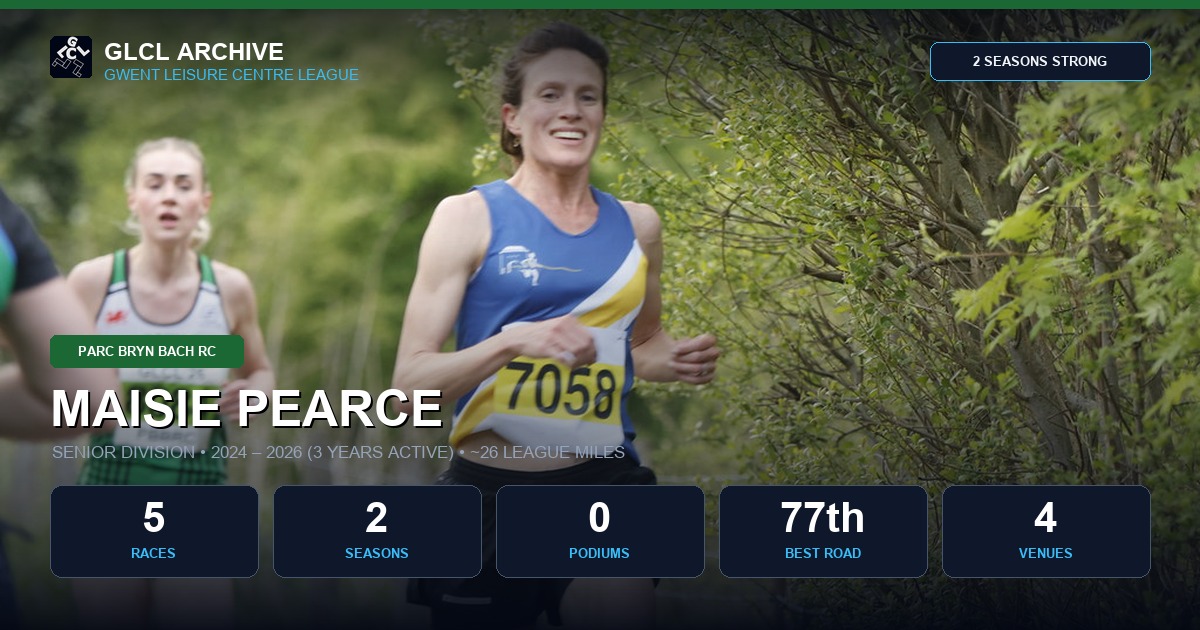 GLCL ARCHIVE
GWENT LEISURE CENTRE LEAGUE
2 SEASONS STRONG
7058
PARC BRYN BACH RC
MAISIE PEARCE
SENIOR DIVISION • 2024 – 2026 (3 YEARS ACTIVE) • ~26 LEAGUE MILES
5
RACES
2
SEASONS
0
PODIUMS
77th
BEST ROAD
4
VENUES